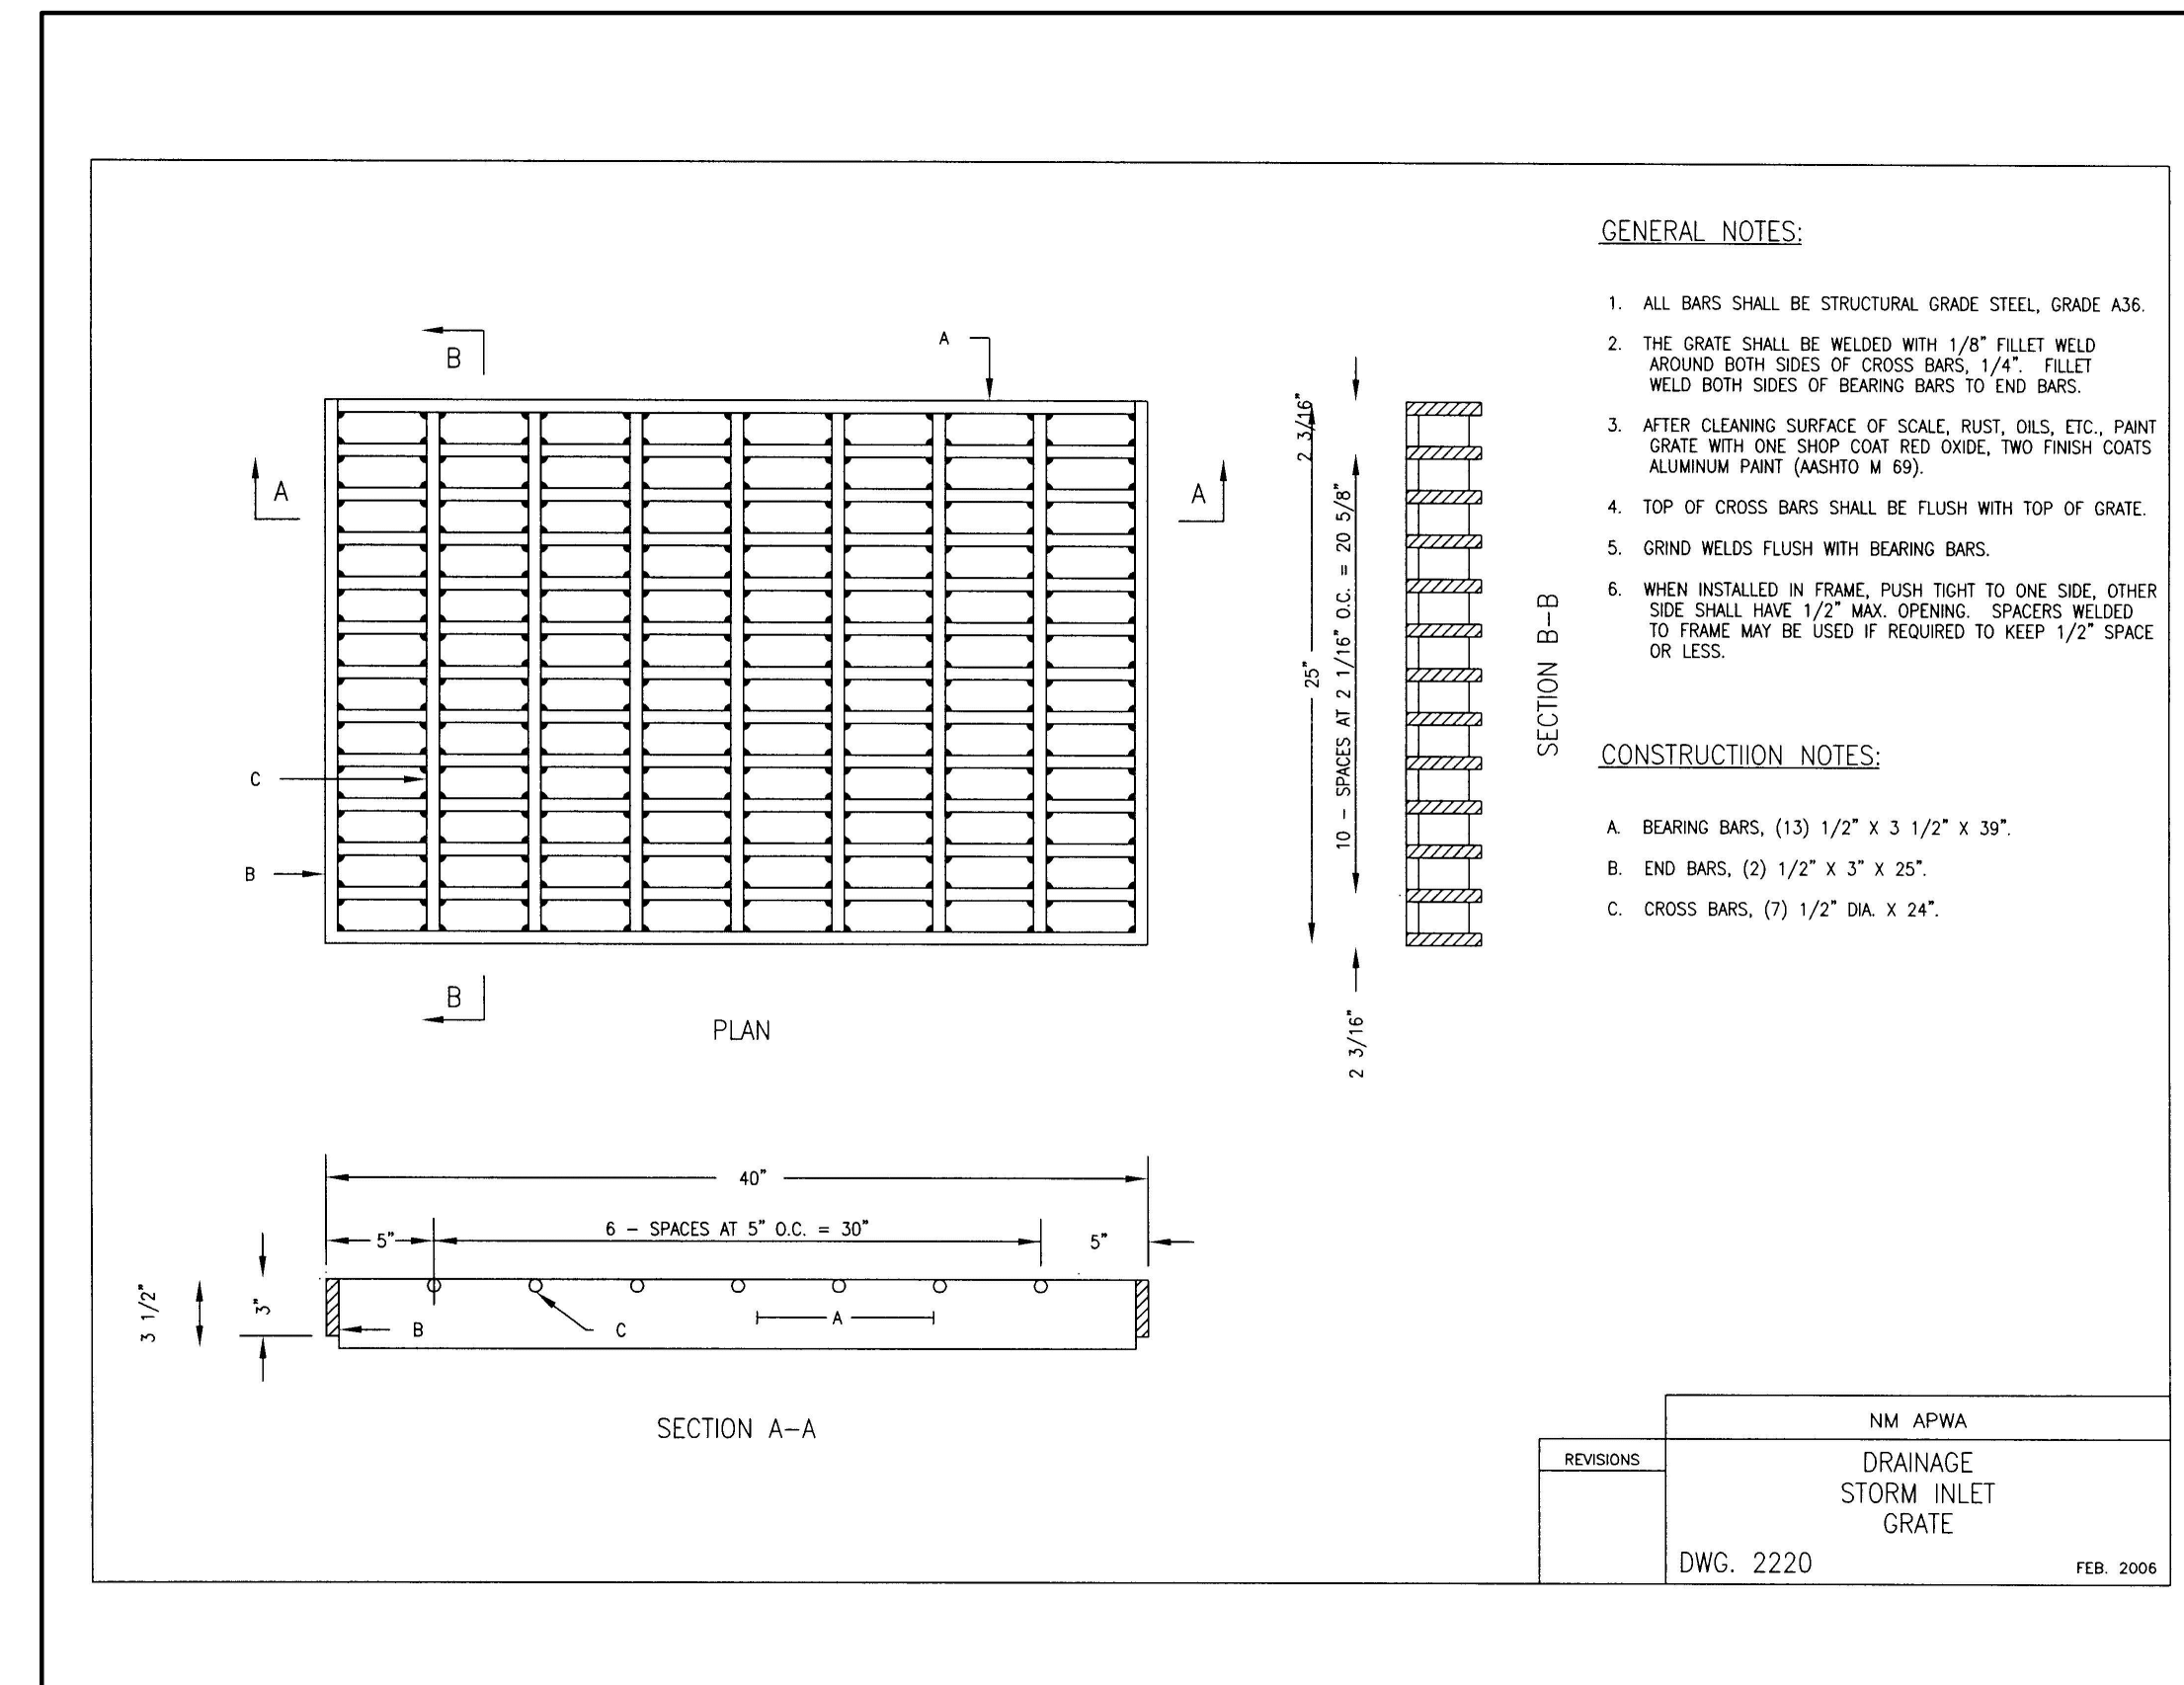 GENERAL NOTES:
1. ALL BARS SHALL BE STRUCTURAL GRADE STEEL, GRADE A36.
2. THE GRATE SHALL BE WELDED WITH 1/8" FILLET WELD
AROUND BOTH SIDES OF CROSS BARS, 1/4". FILLET
WELD BOTH SIDES OF BEARING BARS TO END BARS.
3. AFTER CLEANING SURFACE OF SCALE, RUST, OILS, ETC., PAINT
GRATE WITH ONE SHOP COAT RED OXIDE, TWO FINISH COATS
ALUMINUM PAINT (AASHTO M 69).
4. TOP OF CROSS BARS SHALL BE FLUSH WITH TOP OF GRATE.
5. GRIND WELDS FLUSH WITH BEARING BARS.
6. WHEN INSTALLED IN FRAME, PUSH TIGHT TO ONE SIDE, OTHER
SIDE SHALL HAVE 1/2" MAX. OPENING. SPACERS WELDED
TO FRAME MAY BE USED IF REQUIRED TO KEEP 1/2" SPACE
OR LESS.
CONSTRUCTIION NOTES:
A. BEARING BARS, (13) 1/2" X 3 1/2" X 39".
B. END BARS, (2) 1/2" X 3" X 25".
C. CROSS BARS, (7) 1/2" DIA. X 24".
B
A
A
A
C
B
B
PLAN
2 3/16"
25"
10 - SPACES AT 2 1/16" O.C. = 20 5/8"
2 3/16"
SECTION B-B
40"
5"
6 - SPACES AT 5" O.C. = 30"
5"
3 1/2"
3"
B
C
A
SECTION A-A
NM APWA
REVISIONS
DRAINAGE
STORM INLET
GRATE
DWG. 2220
FEB. 2006